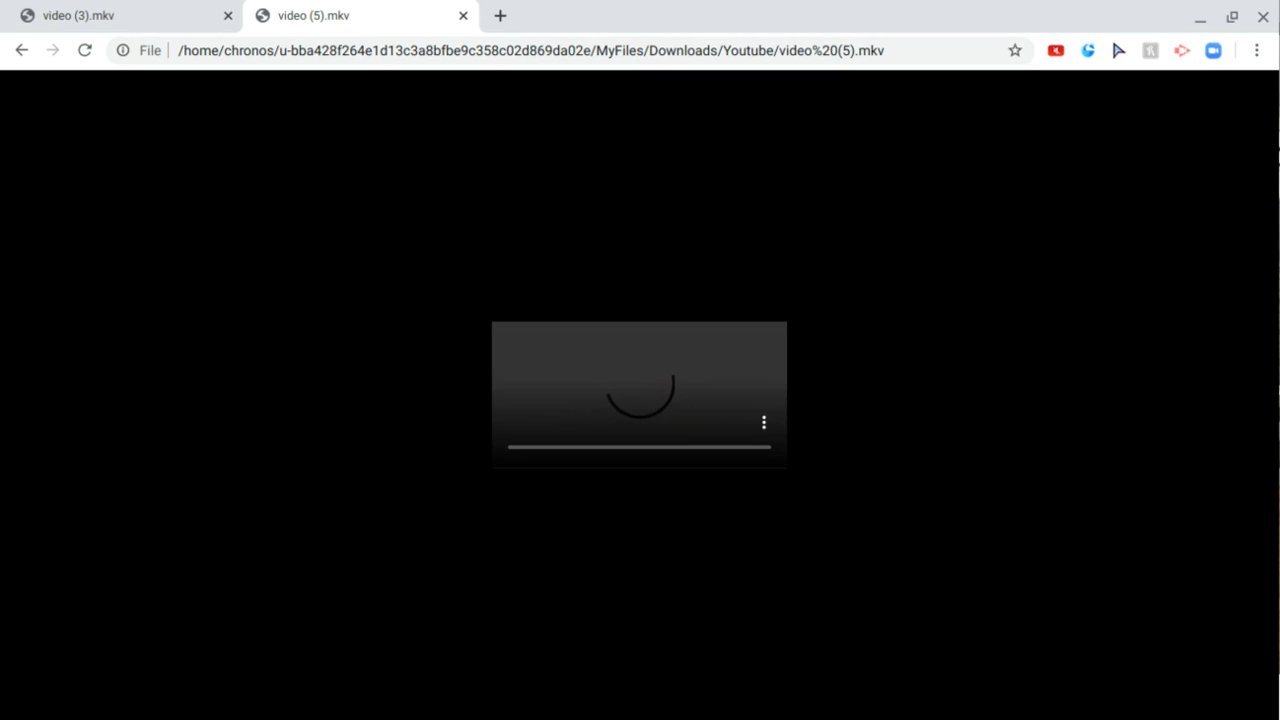 video (3).mkv
video (5).mkv
File
/home/chronos/u-bba428f264e1d13c3a8bfbe9c358c02d869da02e/MyFiles/Downloads/Youtube/video%20(5).mkv